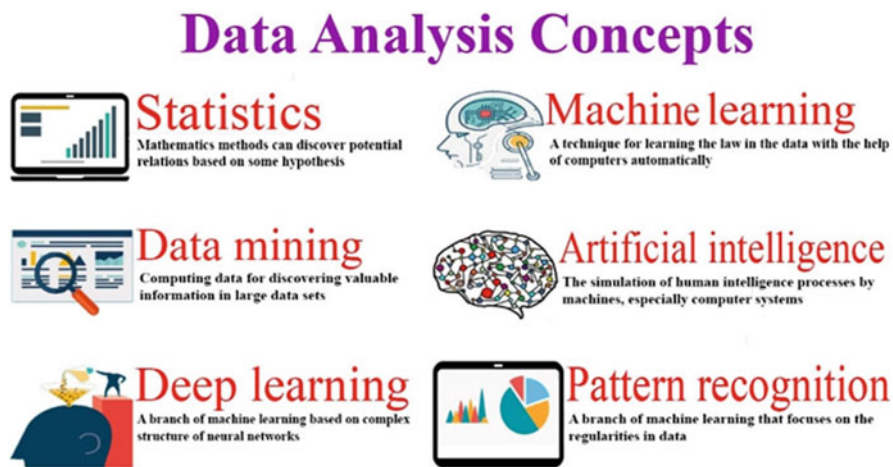 Data Analysis Concepts
Statistics
Mathematics methods can discover potential
relations based on some hypothesis
Machine learning
A technique for learning the law in the data with the help
of computers automatically
Data mining
Computing data for discovering valuable
information in large data sets
Artificial intelligence
The simulation of human intelligence processes by
machines, especially computer systems
Deep learning
A branch of machine learning based on complex
structure of neural networks
Pattern recognition
A branch of machine learning that focuses on the
regularities in data